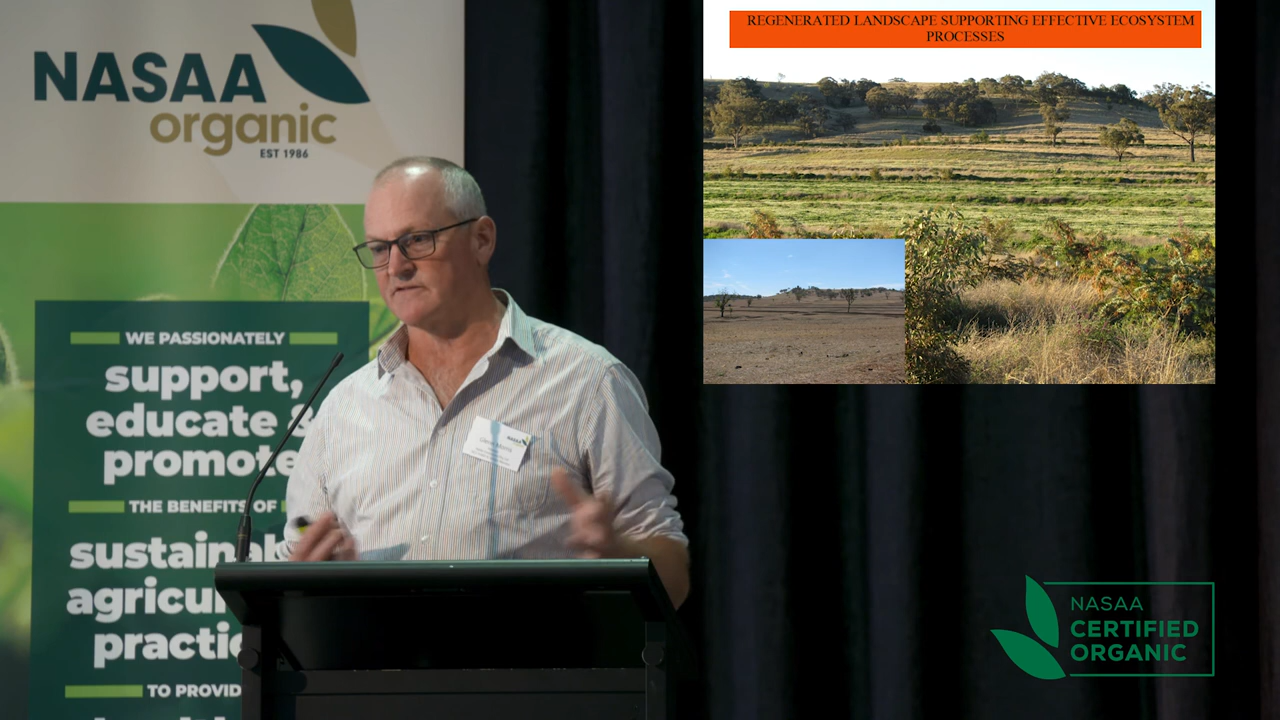 NASAA
organic
EST 1986
WE PASSIONATELY
support,
educate &
promote
THE BENEFITS OF
sustainab
agricul
practic
TO PROVID
REGENERATED LANDSCAPE SUPPORTING EFFECTIVE ECOSYSTEM
PROCESSES
NASAA
NASAA
CERTIFIED
ORGANIC